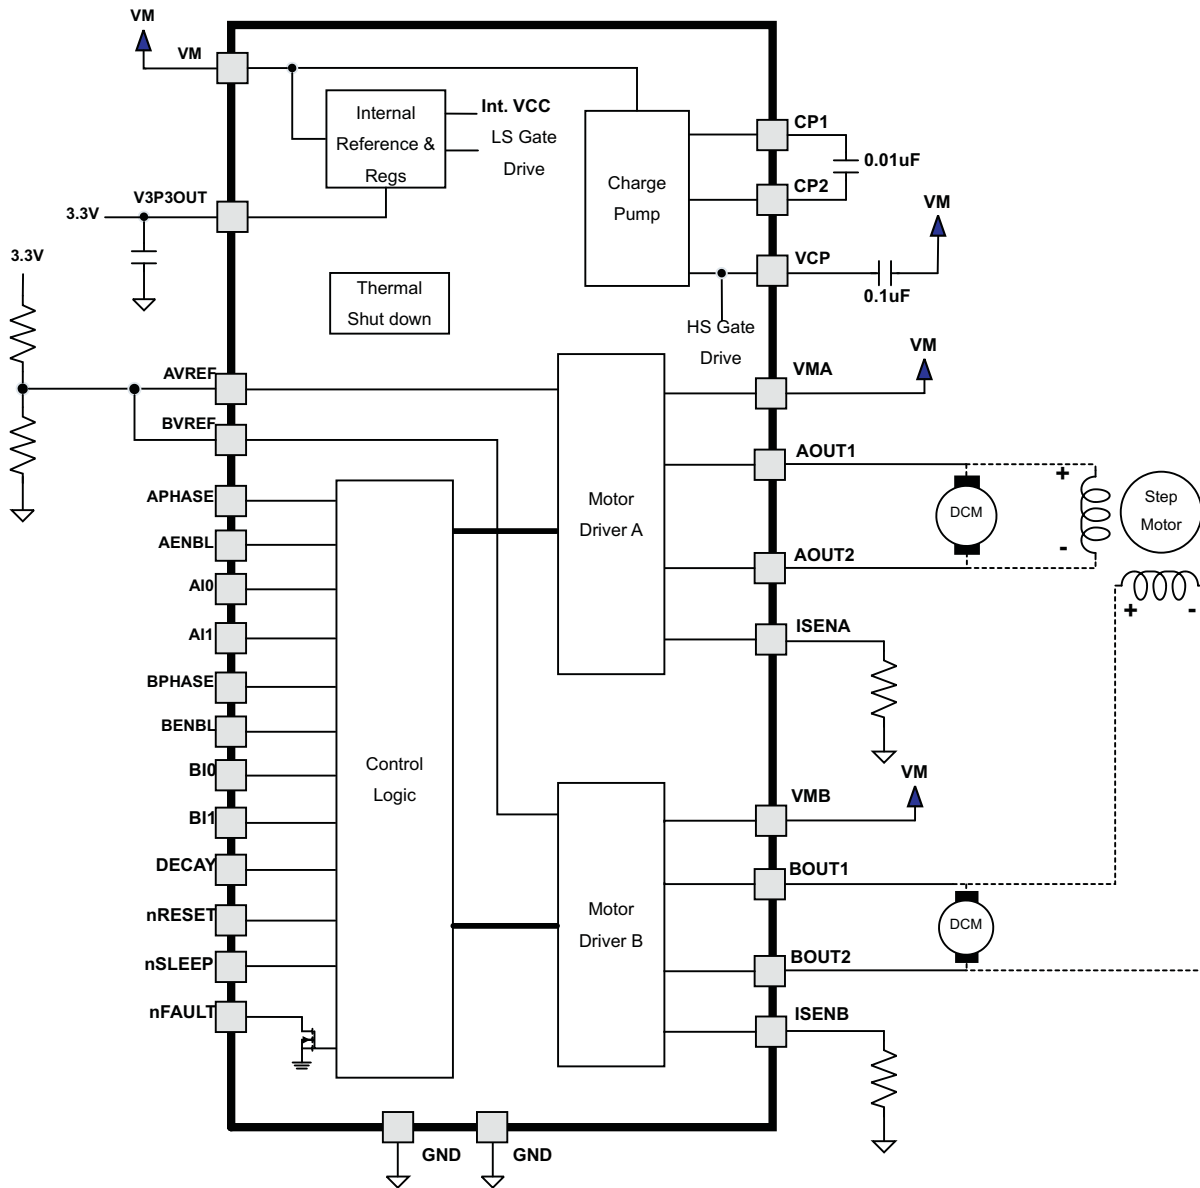 VM
VM
Internal
Reference &
Regs
Int. VCC
LS Gate
Drive
Charge
Pump
CP1
0.01uF
CP2
VM
V3P3OUT
3.3V
3.3V
VCP
0.1uF
Thermal
Shut down
HS Gate
Drive
VM
VMA
AVREF
BVREF
AOUT1
+
DCM
-
Step
Motor
+
-
AOUT2
Motor
Driver A
APHASE
AENBL
AI0
AI1
ISENA
BPHASE
BENBL
BI0
BI1
Control
Logic
VM
VMB
DECAY
BOUT1
nRESET
Motor
Driver B
DCM
nSLEEP
BOUT2
nFAULT
ISENB
GND
GND